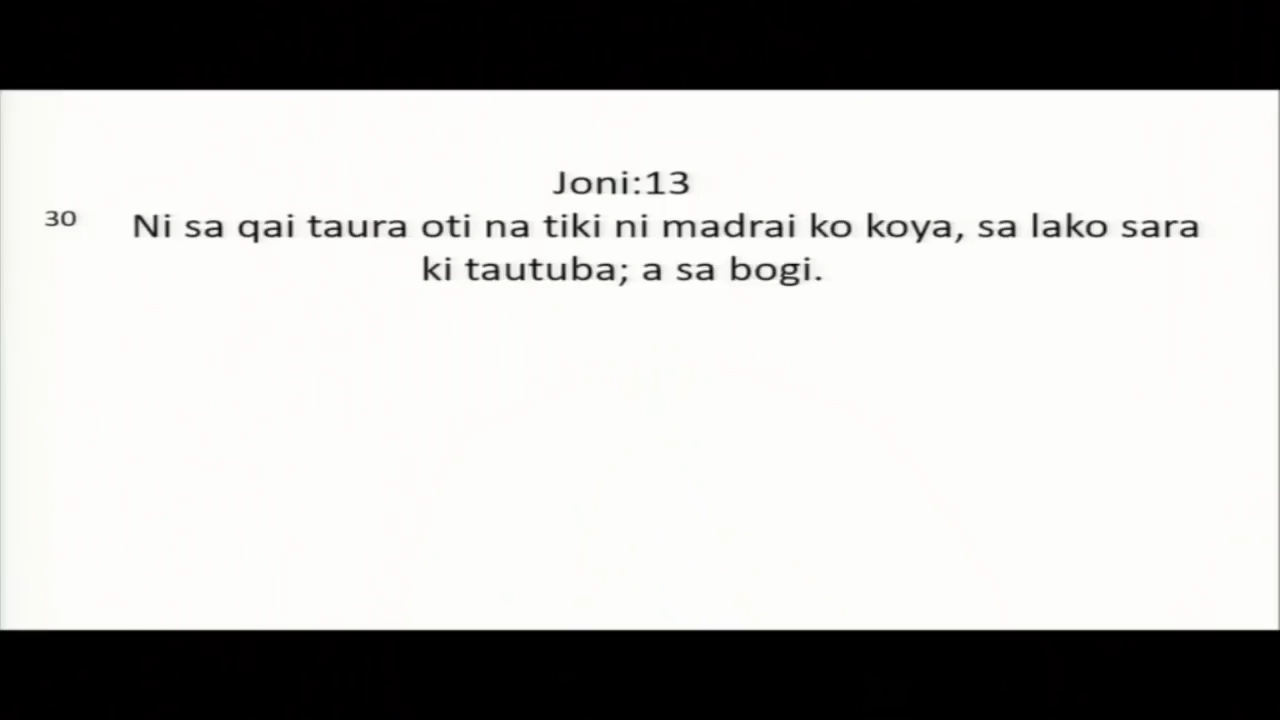 Joni:13
30 Ni sa qai taura oti na tiki ni madrai ko koya, sa lako sara
ki tautuba; a sa bogi.